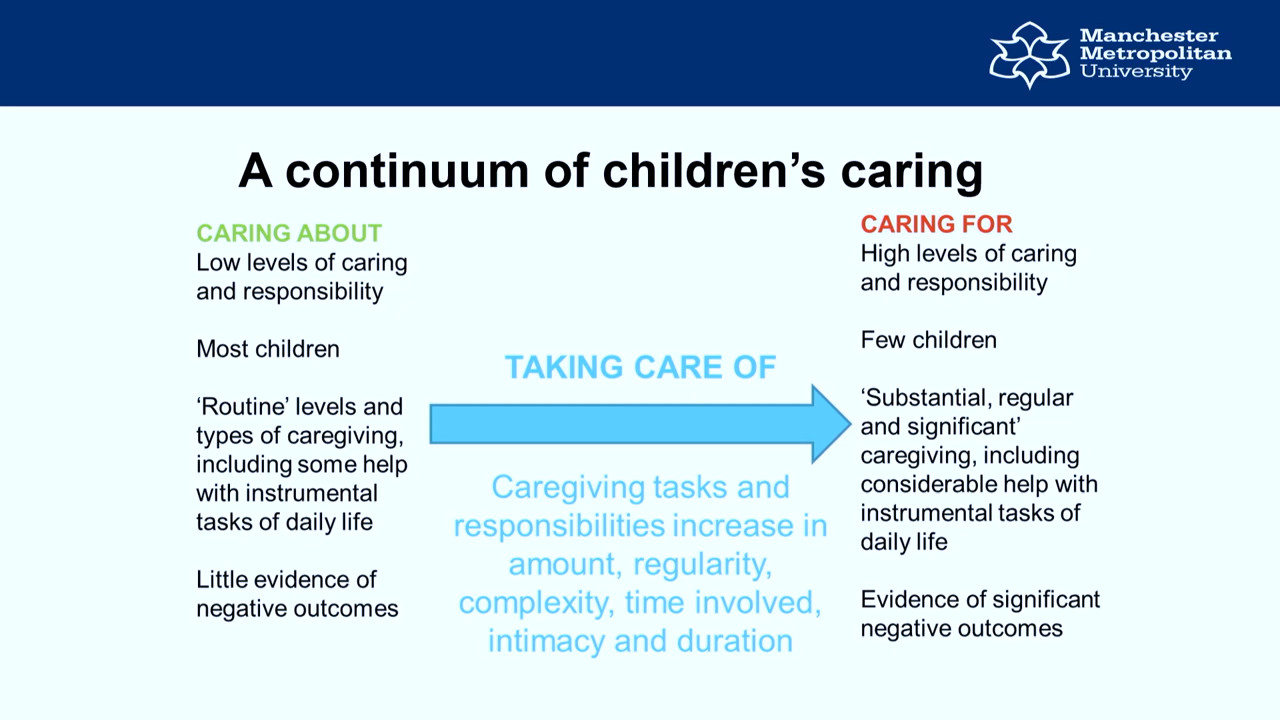 Manchester
Metropolitan
University
A continuum of children’s caring
CARING ABOUT
Low levels of caring
and responsibility
Most children
‘Routine’ levels and
types of caregiving,
including some help
with instrumental
tasks of daily life
Little evidence of
negative outcomes
TAKING CARE OF
Caregiving tasks and
responsibilities increase in
amount, regularity,
complexity, time involved,
intimacy and duration
CARING FOR
High levels of caring
and responsibility
Few children
‘Substantial, regular
and significant’
caregiving, including
considerable help with
instrumental tasks of
daily life
Evidence of significant
negative outcomes